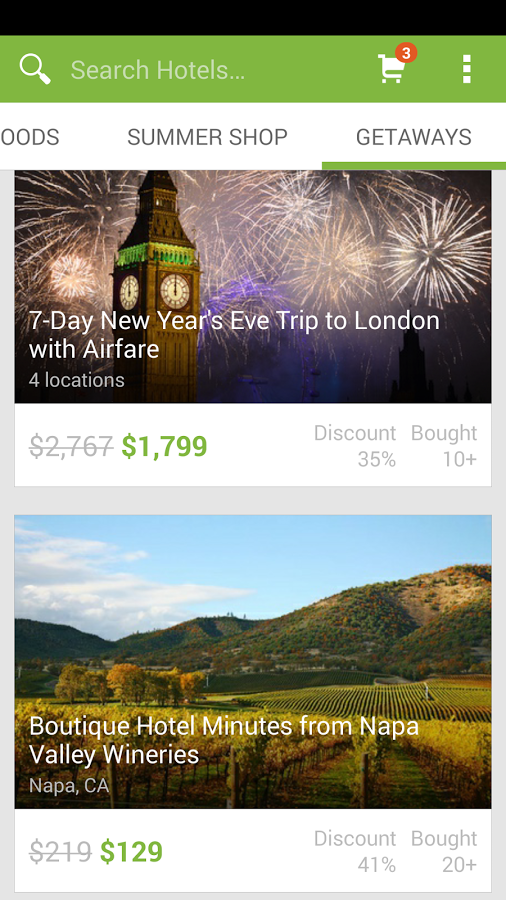 Search Hotels...
3
OODS SUMMER SHOP GETAWAYS
7-Day New Year's Eve Trip to London
with Airfare
4 locations
$2,767 $1,799
Discount Bought
35% 10+
Boutique Hotel Minutes from Napa
Valley Wineries
Napa, CA
$219 $129
Discount Bought
41% 20+